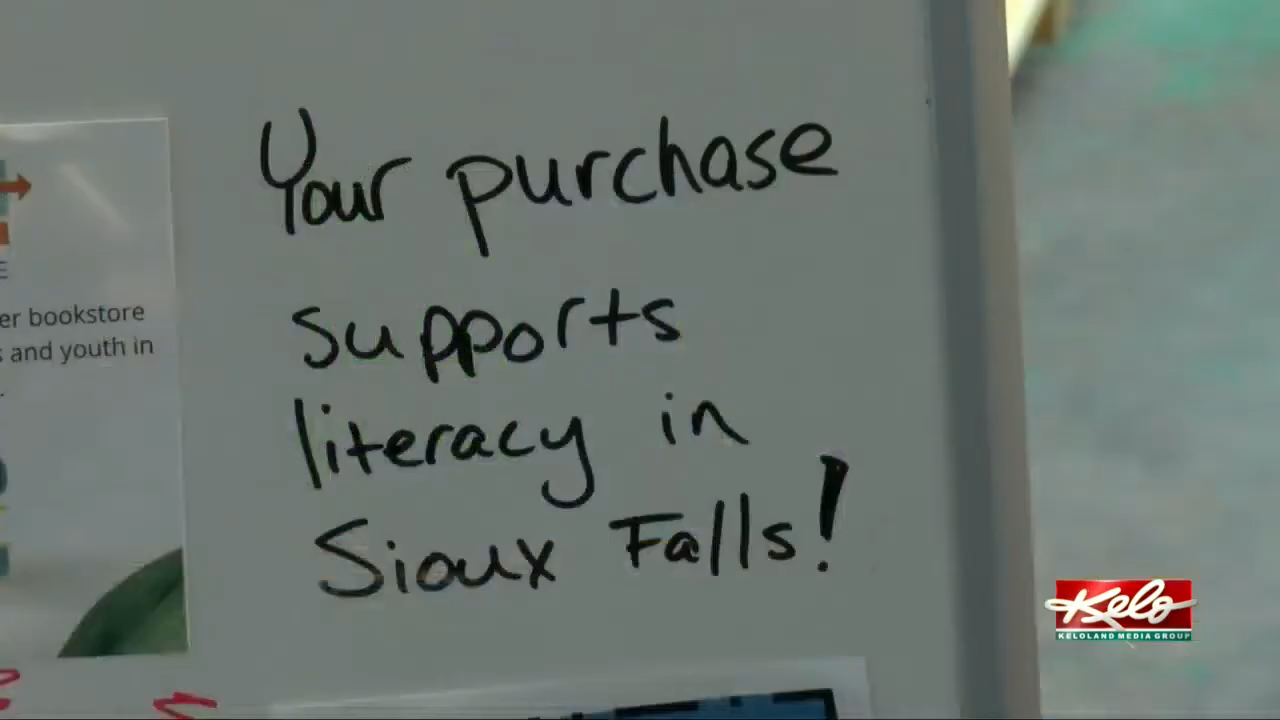 Your purchase
supports
literacy in
Sioux Falls!
E
er bookstore
s and youth in
Kelo
KELOLAND MEDIA GROUP